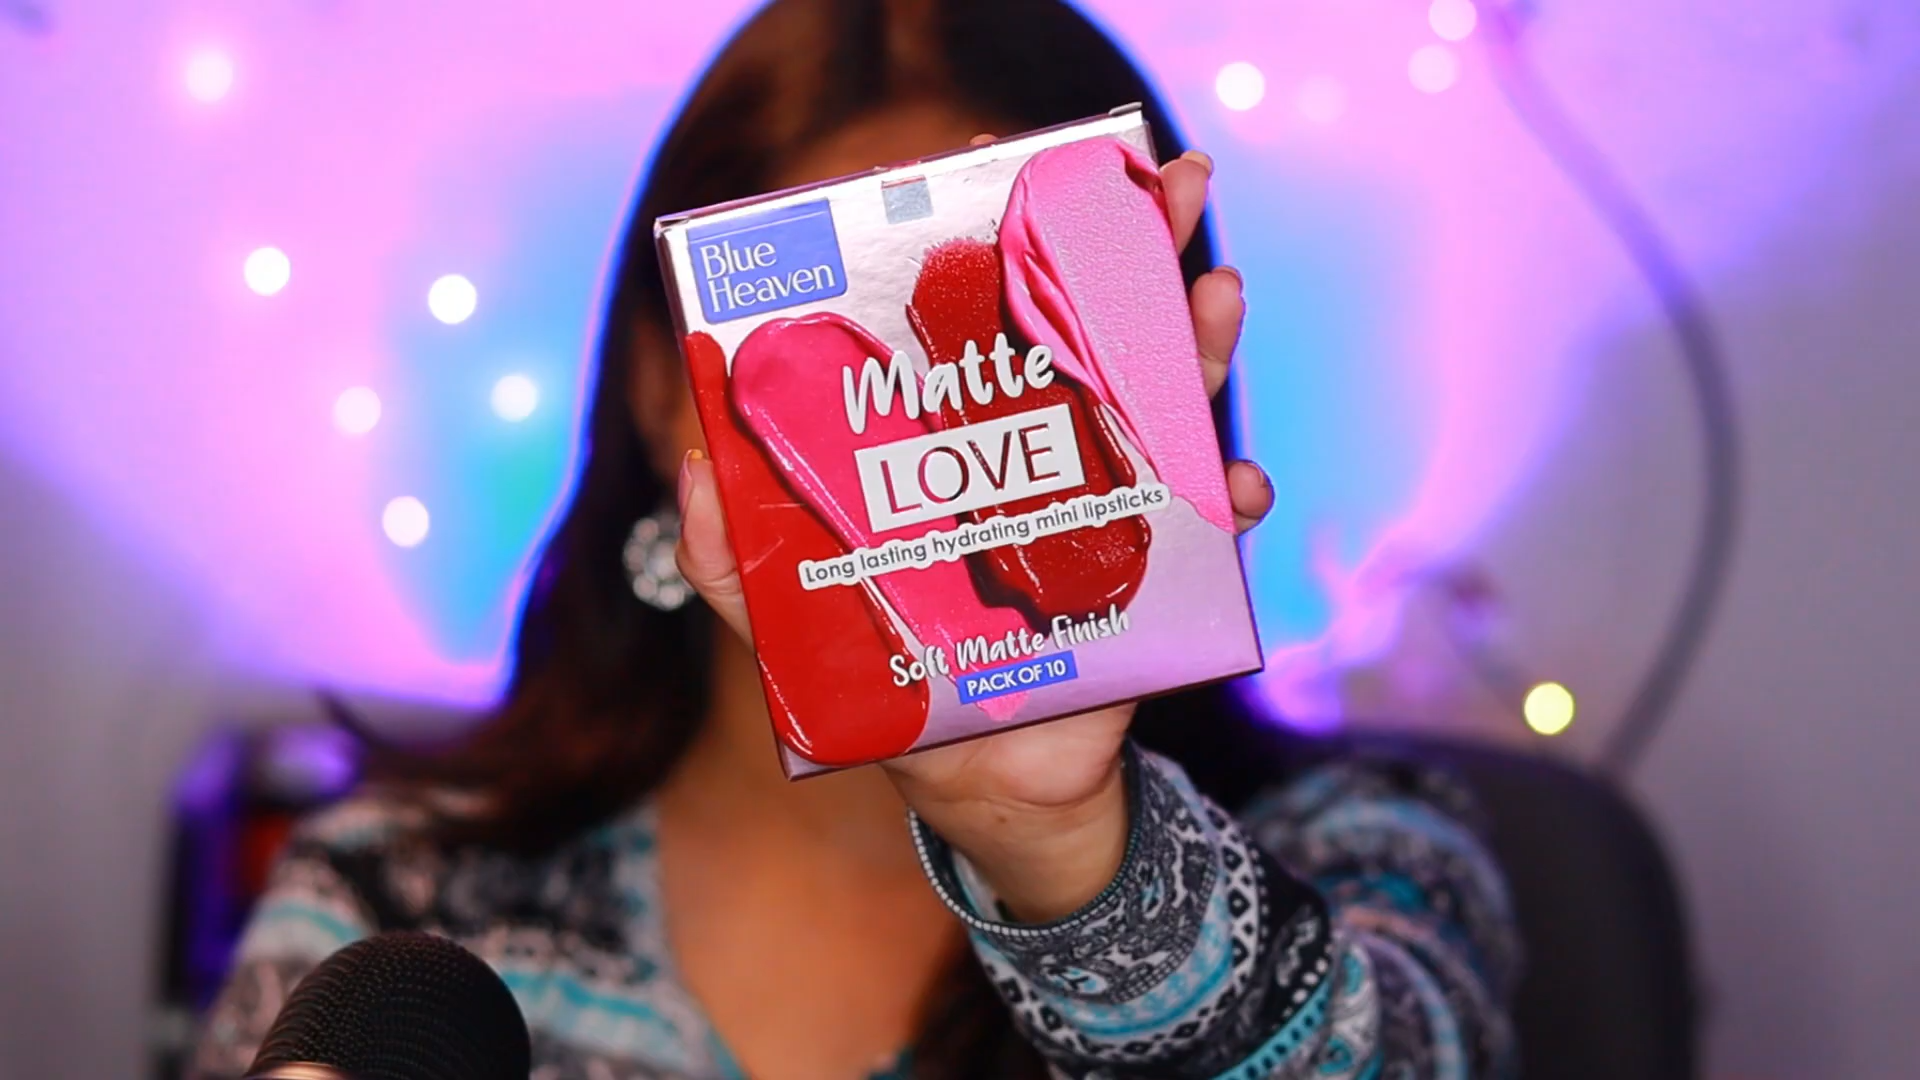 Blue
Heaven
Matte
LOVE
Long lasting hydrating mini lipsticks
Soft Matte Finish
PACK OF 10